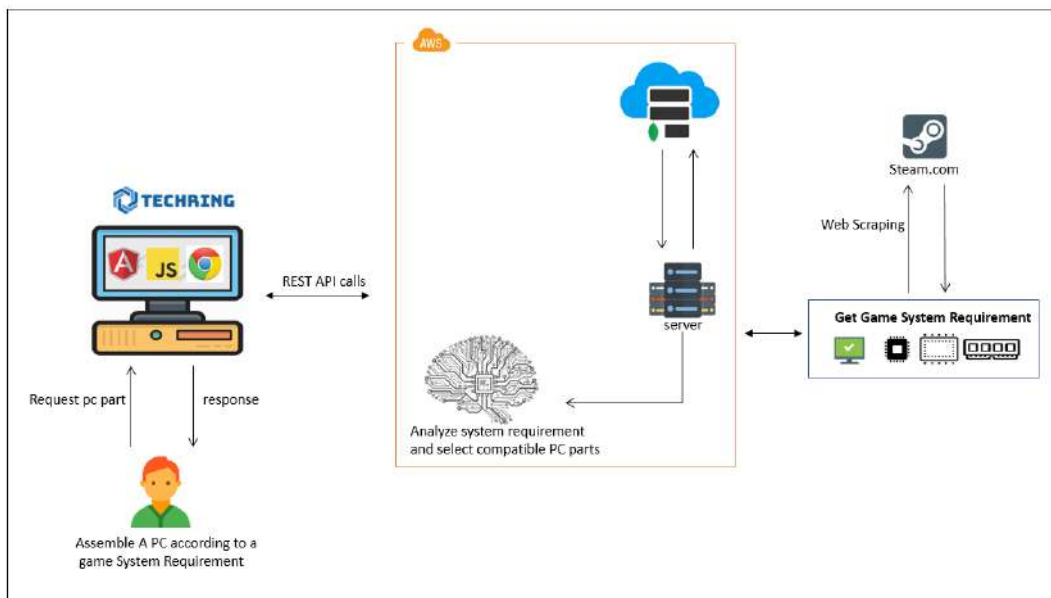 AWS
Steam.com
TECHRING
JS
Web Scraping
REST API calls
server
Get Game System Requirement
Request pc part
response
Analyze system requirement
and select compatible PC parts
Assemble A PC according to a
game System Requirement